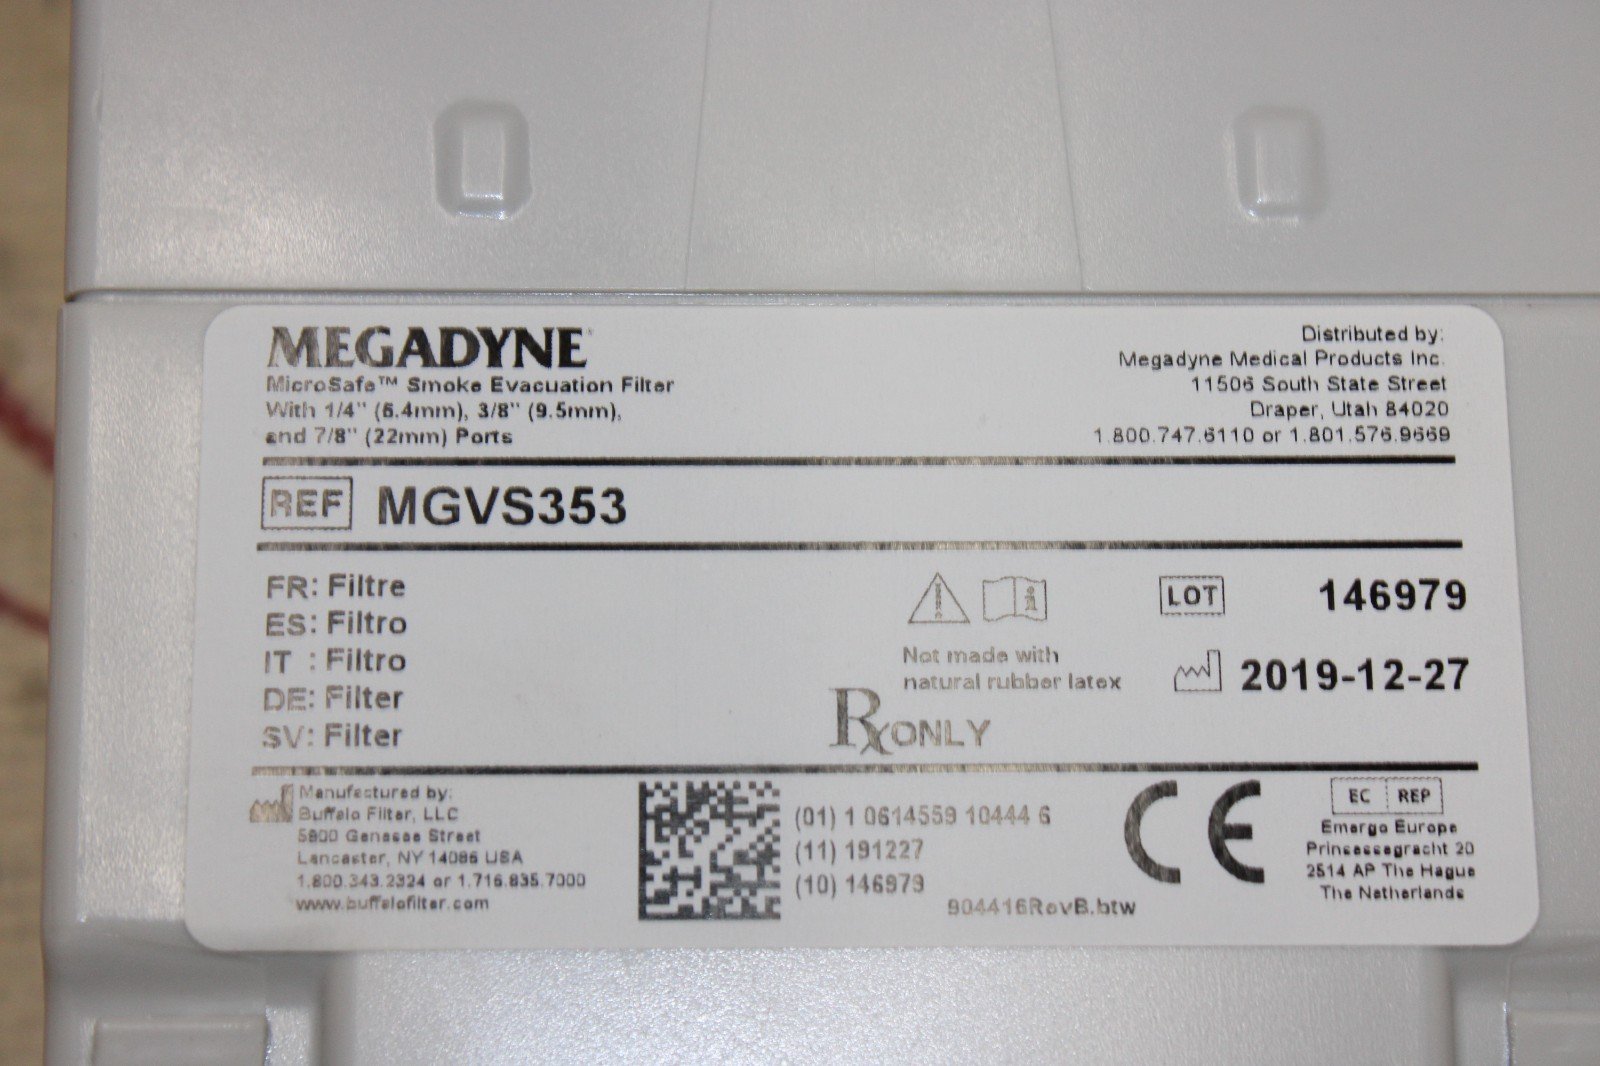 MEGADYNE
MicroSafe™ Smoke Evacuation Filter
With 1/4" (6.4mm), 3/8" (9.5mm),
and 7/8" (22mm) Ports
Distributed by:
Megadyne Medical Products Inc.
11506 South State Street
Draper, Utah 84020
1.800.747.6110 or 1.801.576.9669
REF MGVS353
FR: Filtre
ES: Filtro
IT : Filtro
DE: Filter
SV: Filter
Not made with
natural rubber latex
Rx ONLY
LOT 146979
2019-12-27
Manufactured by:
Buffalo Filter, LLC
5900 Genesee Street
Lancaster, NY 14086 USA
1.800.343.2324 or 1.716.835.7000
www.buffalofilter.com
(01) 1 0614559 10444 6
(11) 191227
(10) 146979
904416RevB.btw
CE
EC REP
Emergo Europe
Prinsessegracht 20
2514 AP The Hague
The Netherlands